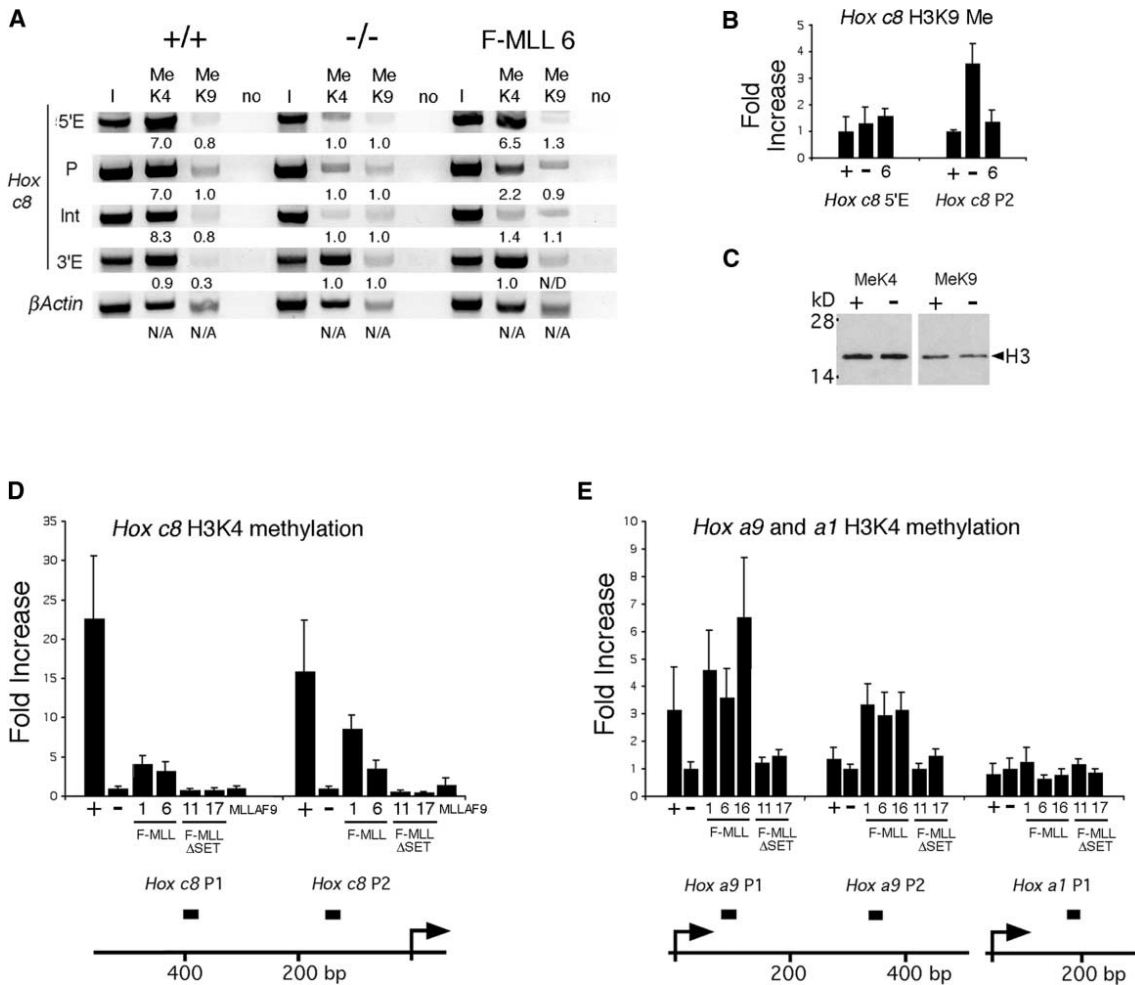 A
+/+ -/- F-MLL 6
Me Me Me Me Me Me
I K4 K9 no I K4 K9 no I K4 K9 no
Hox c8
5'E
7.0 0.8 1.0 1.0 6.5 1.3
P
7.0 1.0 1.0 1.0 2.2 0.9
Int
8.3 0.8 1.0 1.0 1.4 1.1
3'E
0.9 0.3 1.0 1.0 1.0 N/D
βActin
N/A N/A N/A N/A N/A N/A
B
Hox c8 H3K9 Me
Fold Increase
5
4
3
2
1
0
+ - 6 + - 6
Hox c8 5'E Hox c8 P2
C
MeK4 MeK9
kD + - + -
28
H3
14
D
Hox c8 H3K4 methylation
Fold Increase
35
30
25
20
15
10
5
0
+ - 1 6 11 17 MLLAF9 + - 1 6 11 17 MLLAF9
F-MLL F-MLL ΔSET F-MLL F-MLL ΔSET
Hox c8 P1 Hox c8 P2
400 200 bp
E
Hox a9 and a1 H3K4 methylation
Fold Increase
10
9
8
7
6
5
4
3
2
1
0
+ - 1 6 16 11 17 + - 1 6 16 11 17 + - 1 6 16 11 17
F-MLL F-MLL ΔSET F-MLL F-MLL ΔSET F-MLL F-MLL ΔSET
Hox a9 P1 Hox a9 P2 Hox a1 P1
200 400 bp 200 bp